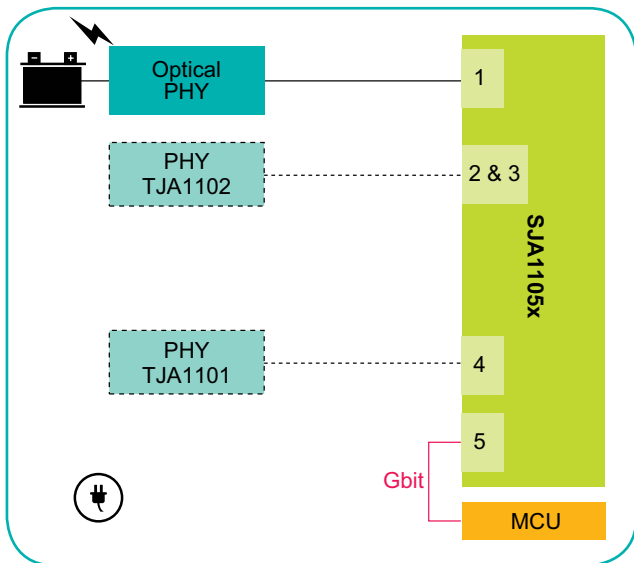 Optical
PHY
1
PHY
TJA1102
2 & 3
SJA1105x
PHY
TJA1101
4
5
Gbit
MCU